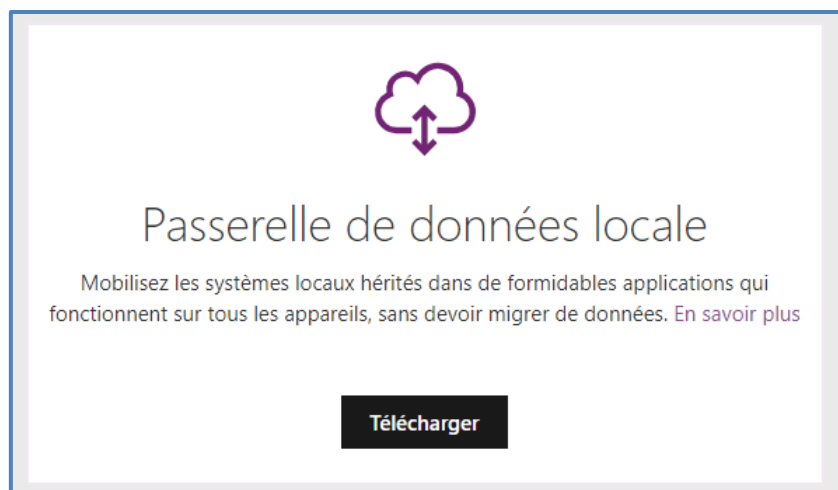 Passerelle de données locale
Mobilisez les systèmes locaux hérités dans de formidables applications qui
fonctionnent sur tous les appareils, sans devoir migrer de données. En savoir plus
Télécharger